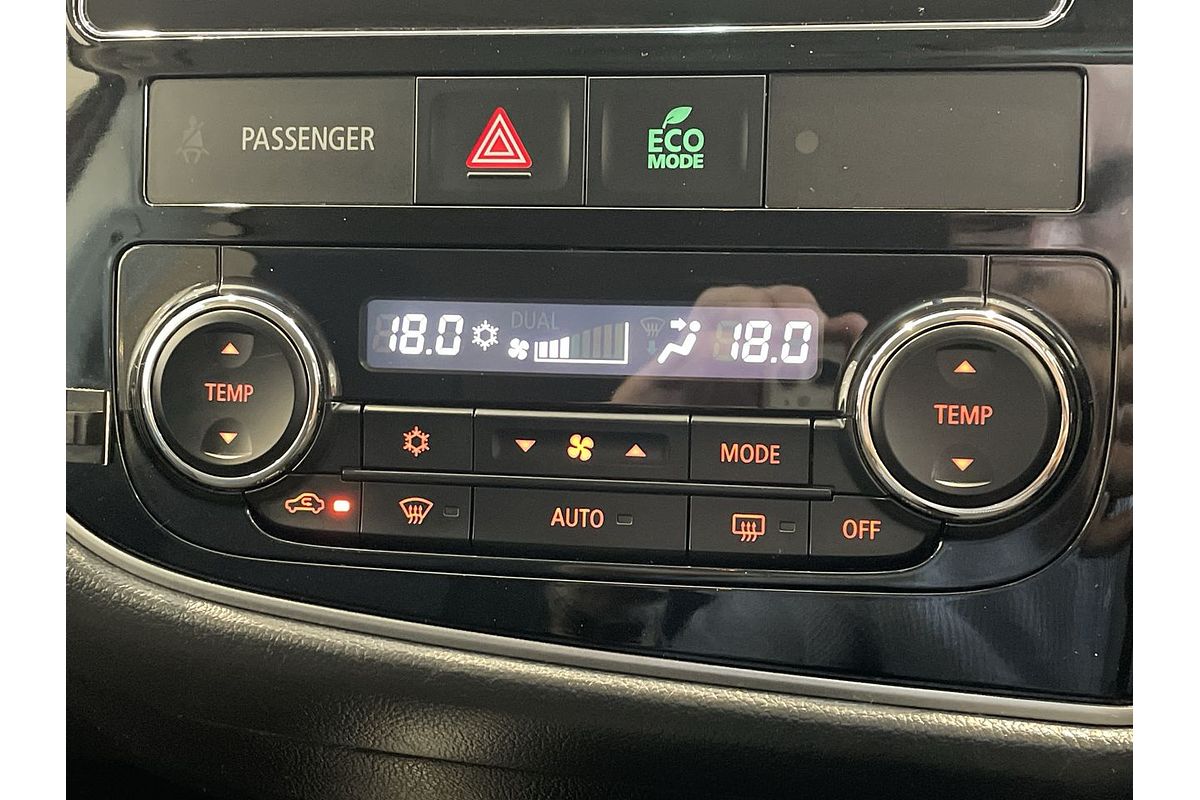 PASSENGER
ECO
MODE
DUAL
18.0
18.0
TEMP
TEMP
MODE
AUTO
OFF